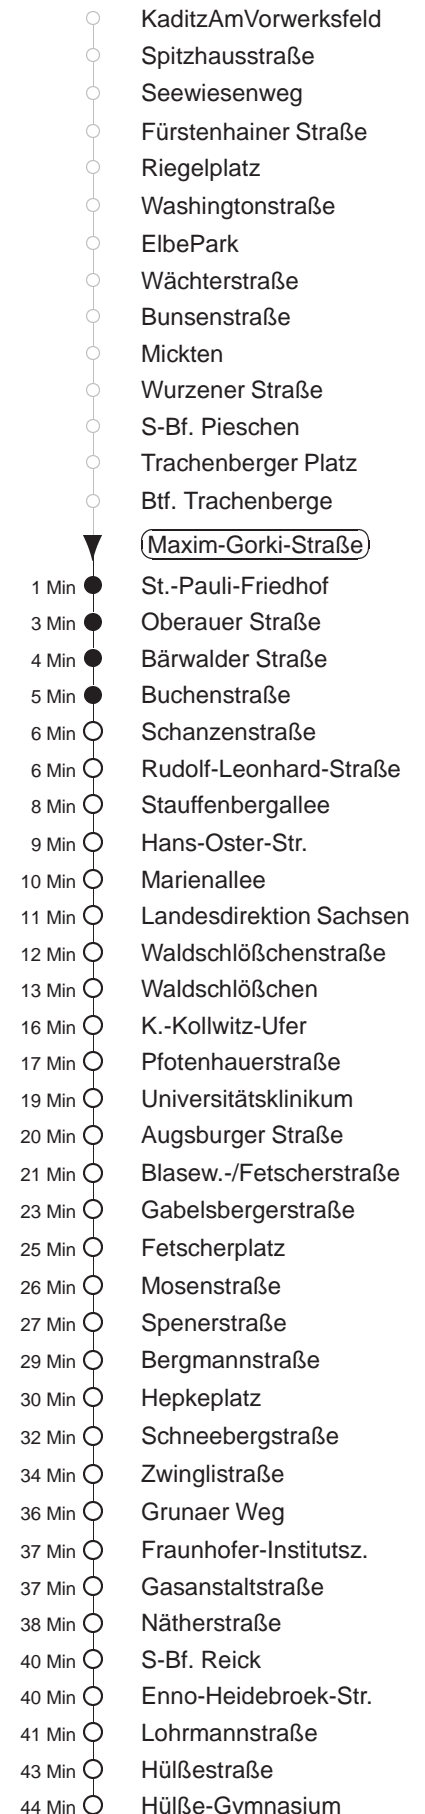 KaditzAmVorwerksfeld
Spitzhausstraße
Seewiesenweg
Fürstenhainer Straße
Riegelplatz
Washingtonstraße
ElbePark
Wächterstraße
Bunsenstraße
Mickten
Wurzener Straße
S-Bf. Pieschen
Trachenberger Platz
Btf. Trachenberge
Maxim-Gorki-Straße
1 Min St.-Pauli-Friedhof
3 Min Oberauer Straße
4 Min Bärwalder Straße
5 Min Buchenstraße
6 Min Schanzenstraße
6 Min Rudolf-Leonhard-Straße
8 Min Stauffenbergallee
9 Min Hans-Oster-Str.
10 Min Marienallee
11 Min Landesdirektion Sachsen
12 Min Waldschlößchenstraße
13 Min Waldschlößchen
16 Min K.-Kollwitz-Ufer
17 Min Pfotenhauerstraße
19 Min Universitätsklinikum
20 Min Augsburger Straße
21 Min Blasew.-/Fetscherstraße
23 Min Gabelsbergerstraße
25 Min Fetscherplatz
26 Min Mosenstraße
27 Min Spenerstraße
29 Min Bergmannstraße
30 Min Hepkeplatz
32 Min Schneebergstraße
34 Min Zwinglistraße
36 Min Grunaer Weg
37 Min Fraunhofer-Institutsz.
37 Min Gasanstaltstraße
38 Min Nätherstraße
40 Min S-Bf. Reick
40 Min Enno-Heidebroek-Str.
41 Min Lohrmannstraße
43 Min Hülßestraße
44 Min Hülße-Gymnasium